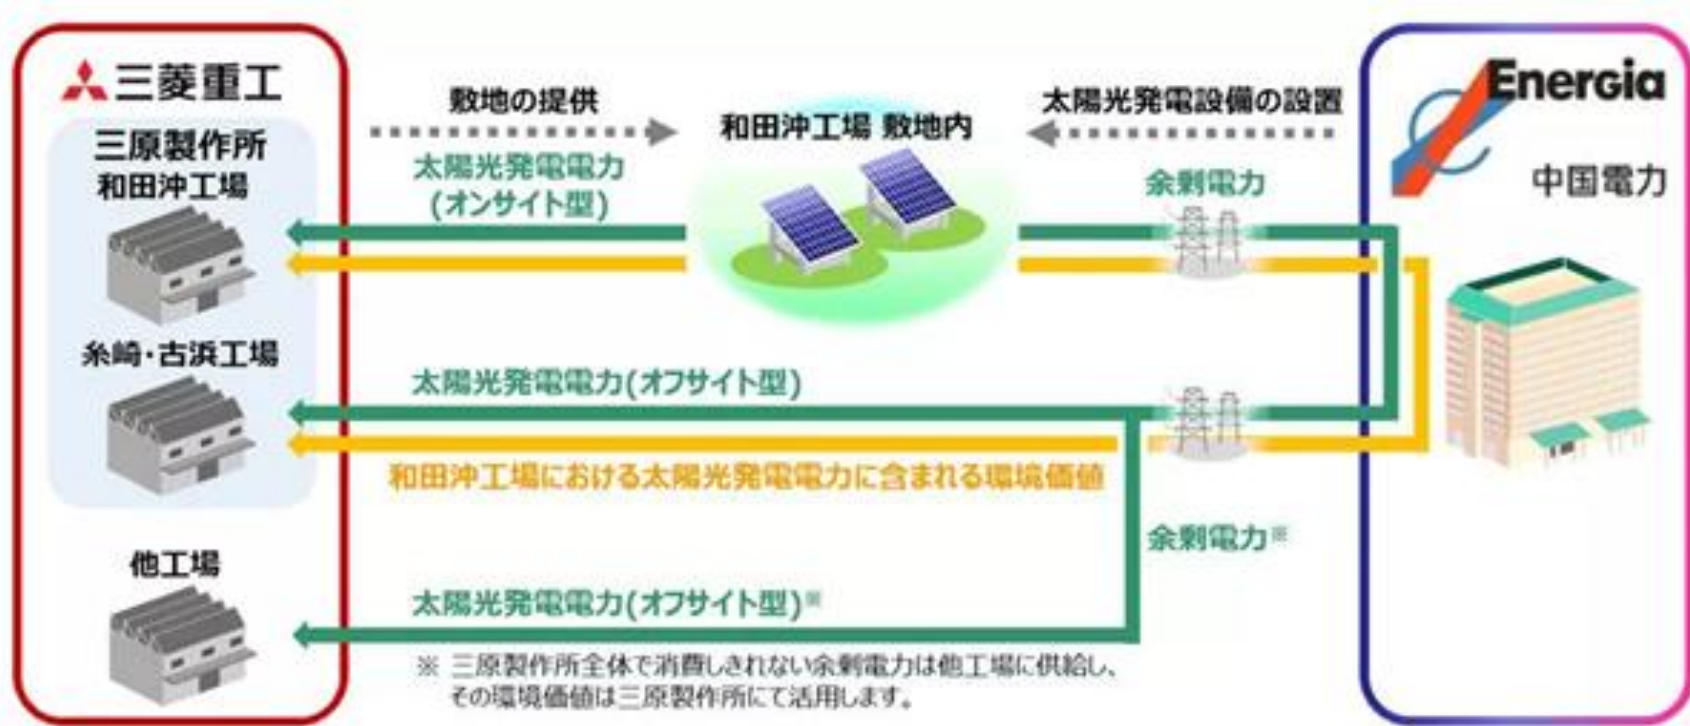 三菱重工
三原製作所
和田沖工場
糸崎・古浜工場
他工場
敷地の提供
太陽光発電電力
(オンサイト型)
和田沖工場 敷地内
太陽光発電設備の設置
余剰電力
Energia
中国電力
太陽光発電電力(オフサイト型)
和田沖工場における太陽光発電電力に含まれる環境価値
余剰電力※
太陽光発電電力(オフサイト型)※
※ 三原製作所全体で消費しきれない余剰電力は他工場に供給し、
その環境価値は三原製作所にて活用します。